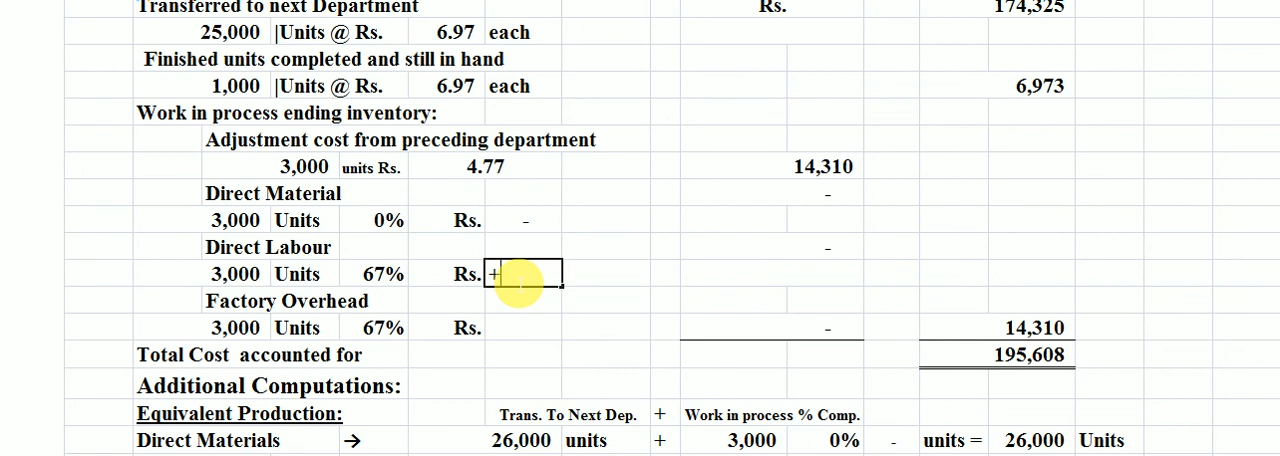 Transferred to next Department Rs. 174,325
25,000 |Units @ Rs. 6.97 each
Finished units completed and still in hand
1,000 |Units @ Rs. 6.97 each 6,973
Work in process ending inventory:
Adjustment cost from preceding department
3,000 units Rs. 4.77 14,310
Direct Material -
3,000 Units 0% Rs. -
Direct Labour -
3,000 Units 67% Rs. +
Factory Overhead
3,000 Units 67% Rs. - 14,310
Total Cost accounted for 195,608
Additional Computations:
Equivalent Production: Trans. To Next Dep. + Work in process % Comp.
Direct Materials → 26,000 units + 3,000 0% - units = 26,000 Units